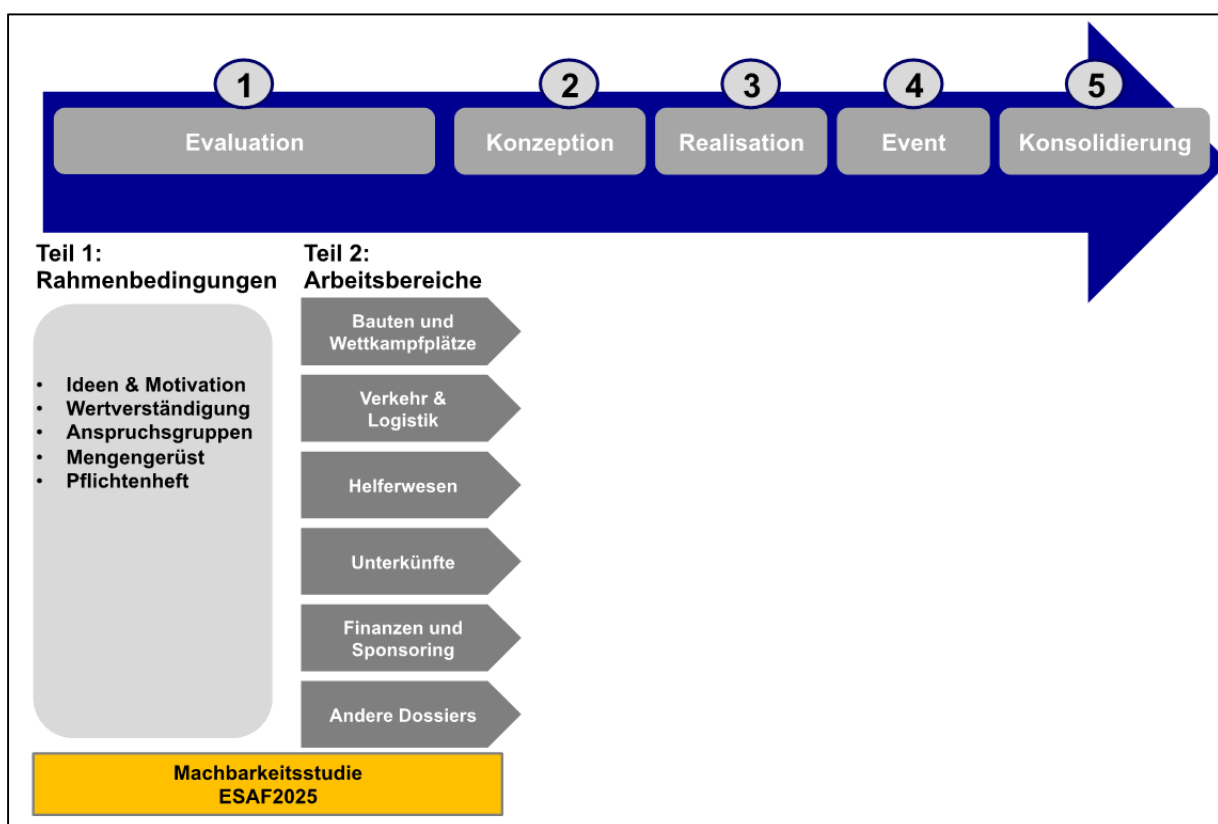 1
2
3
4
5
Evaluation
Konzeption
Realisation
Event
Konsolidierung
Teil 1:
Rahmenbedingungen
• Ideen & Motivation
• Wertverständigung
• Anspruchsgruppen
• Mengengerüst
• Pflichtenheft
Teil 2:
Arbeitsbereiche
Bauten und
Wettkampfplätze
Verkehr &
Logistik
Helferwesen
Unterkünfte
Finanzen und
Sponsoring
Andere Dossiers
Machbarkeitsstudie
ESAF2025